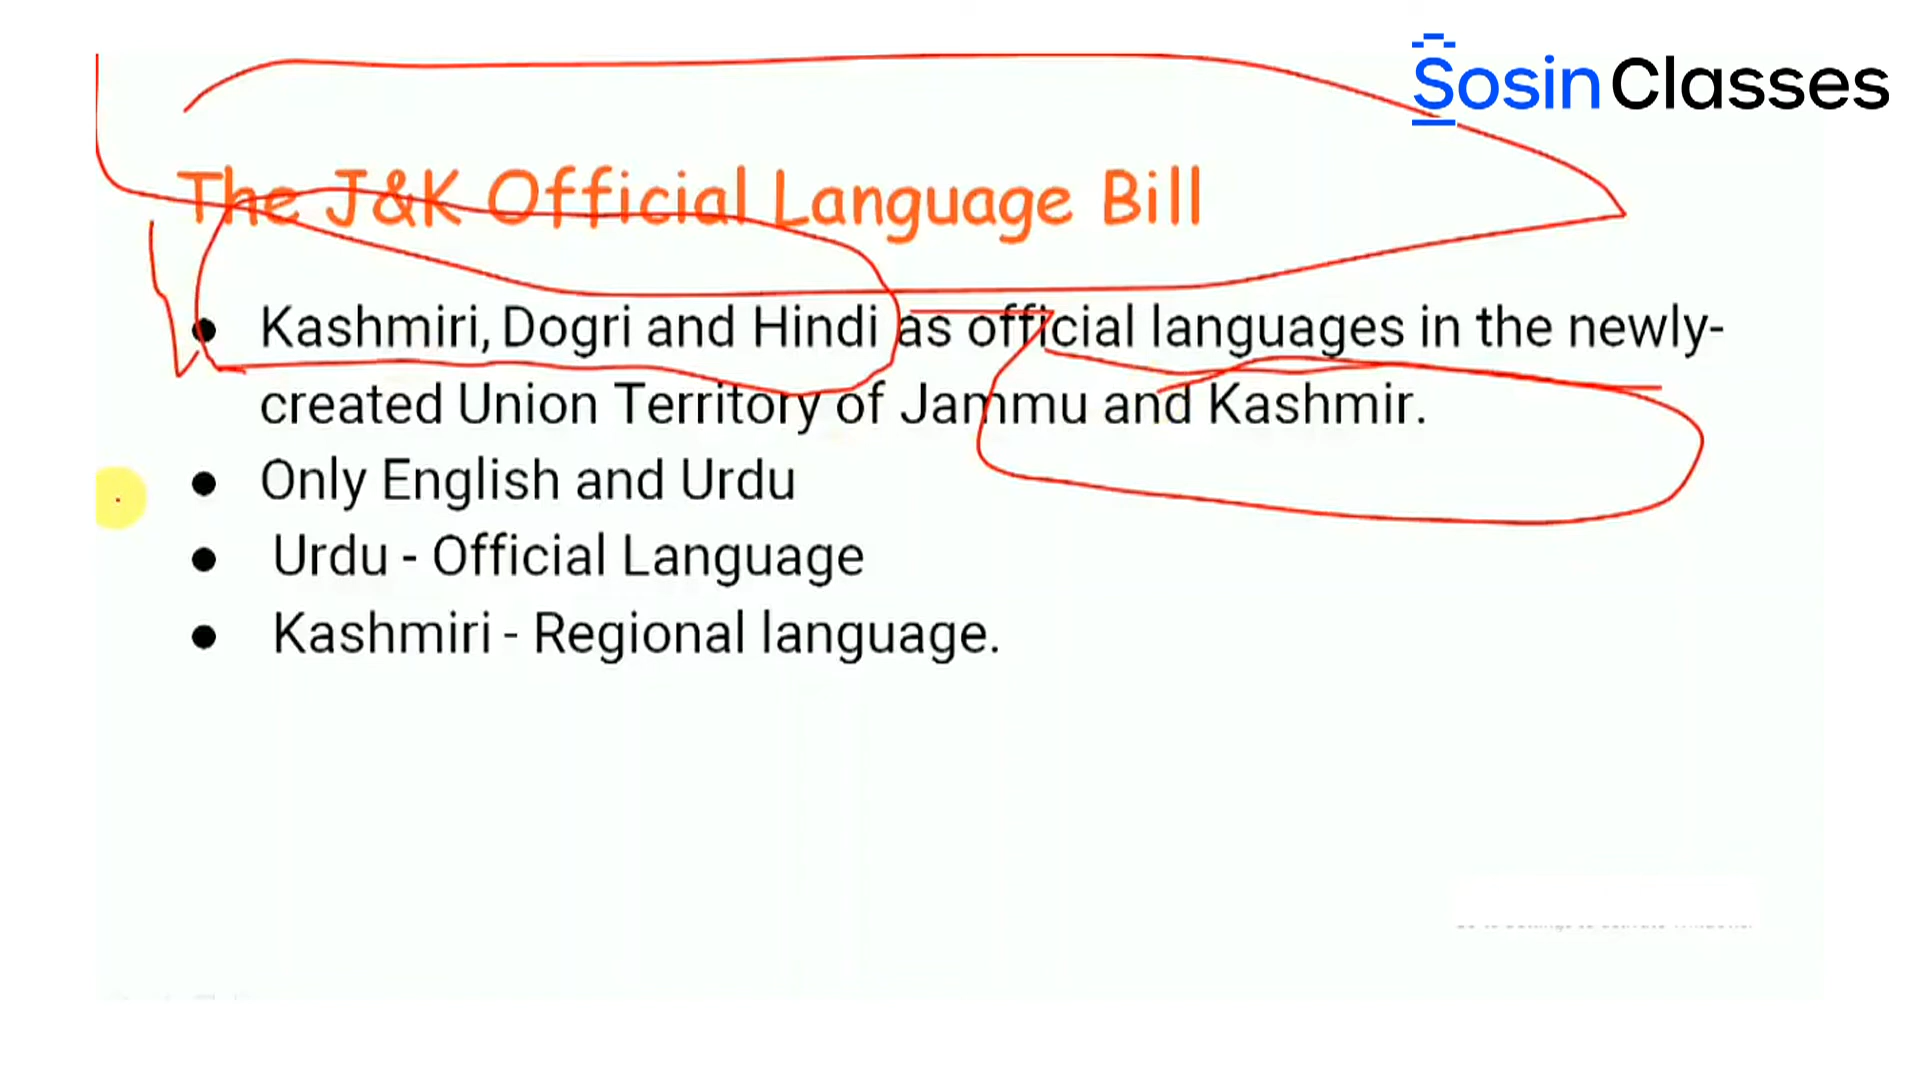 Sosin Classes
The J&K Official Language Bill
● Kashmiri, Dogri and Hindi as official languages in the newly-
created Union Territory of Jammu and Kashmir.
● Only English and Urdu
● Urdu - Official Language
● Kashmiri - Regional language.